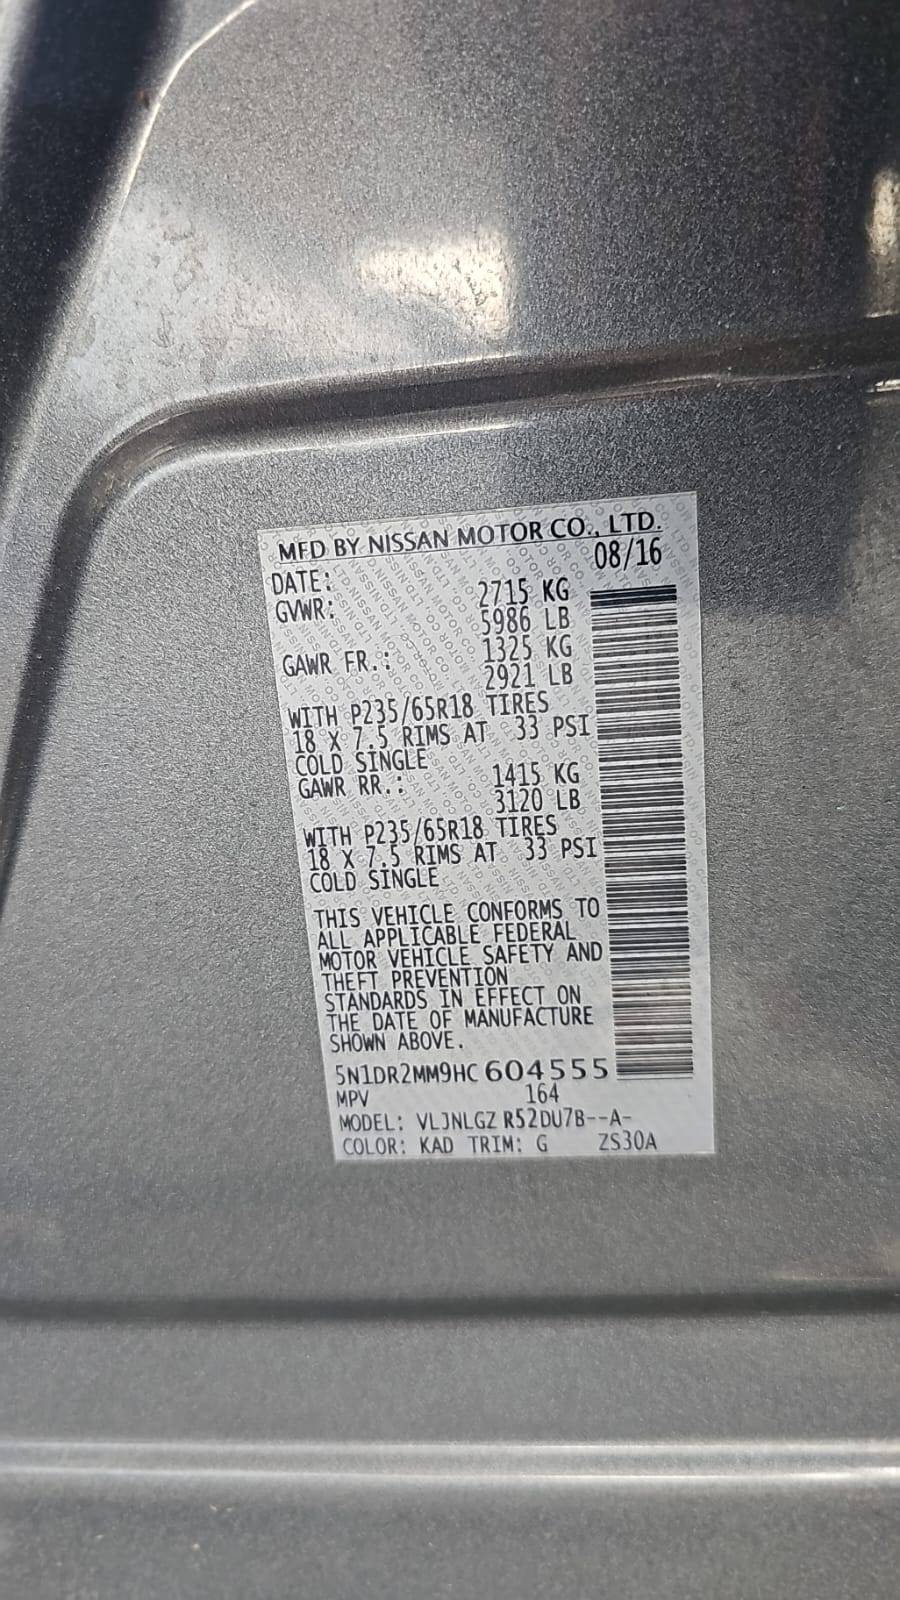 MFD BY NISSAN MOTOR CO., LTD.
DATE: 08/16
GVWR: 2715 KG
5986 LB
GAWR FR.: 1325 KG
2921 LB
WITH P235/65R18 TIRES
18 X 7.5 RIMS AT 33 PSI
COLD SINGLE
GAWR RR.: 1415 KG
3120 LB
WITH P235/65R18 TIRES
18 X 7.5 RIMS AT 33 PSI
COLD SINGLE
THIS VEHICLE CONFORMS TO
ALL APPLICABLE FEDERAL
MOTOR VEHICLE SAFETY AND
THEFT PREVENTION
STANDARDS IN EFFECT ON
THE DATE OF MANUFACTURE
SHOWN ABOVE.
5N1DR2MM9HC604555
MPV 164
MODEL: VLJNLGZ R52DU7B--A-
COLOR: KAD TRIM: G ZS30A